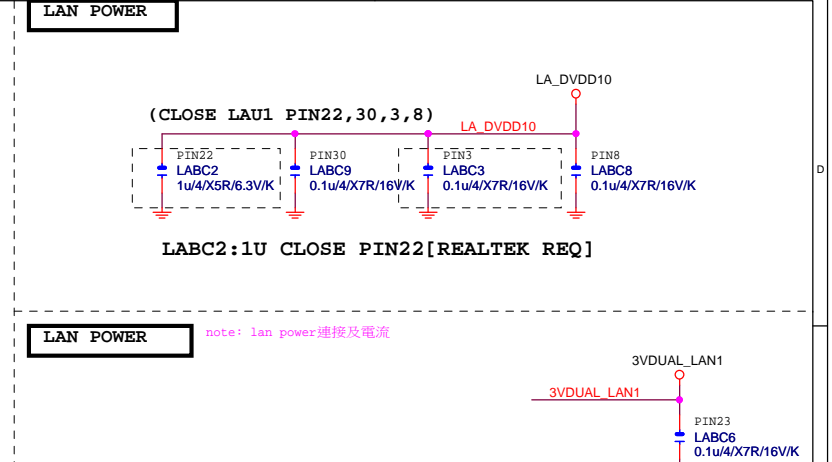 LAN POWER
LA_DVDD10
(CLOSE LAU1 PIN22,30,3,8)
LA_DVDD10
PIN22
LABC2
1u/4/X5R/6.3V/K
PIN30
LABC9
0.1u/4/X7R/16V/K
PIN3
LABC3
0.1u/4/X7R/16V/K
PIN8
LABC8
0.1u/4/X7R/16V/K
D
LABC2:1U CLOSE PIN22[REALTEK REQ]
LAN POWER
note: lan power連接及電流
3VDUAL_LAN1
3VDUAL_LAN1
PIN23
LABC6
0.1u/4/X7R/16V/K